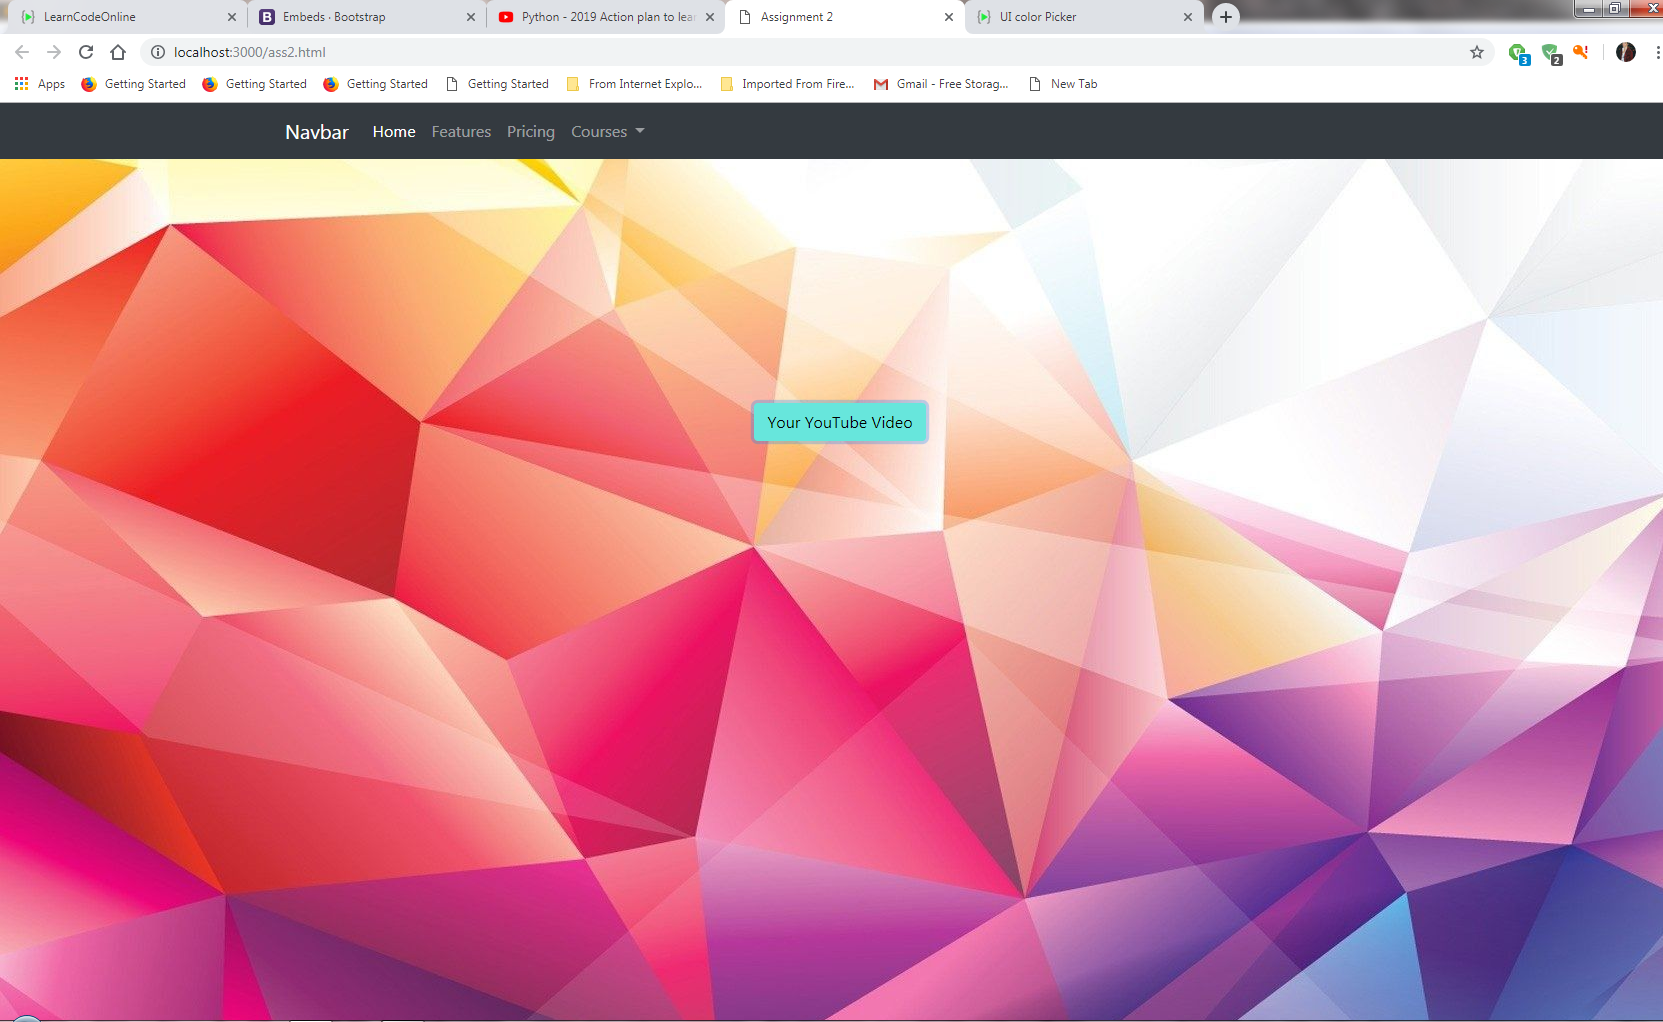 LearnCodeOnline
Embeds · Bootstrap
Python - 2019 Action plan to lea
Assignment 2
UI color Picker
localhost:3000/ass2.html
3
2
Apps
Getting Started
Getting Started
Getting Started
Getting Started
From Internet Explo...
Imported From Fire...
Gmail - Free Storag...
New Tab
Navbar
Home
Features
Pricing
Courses
Your YouTube Video